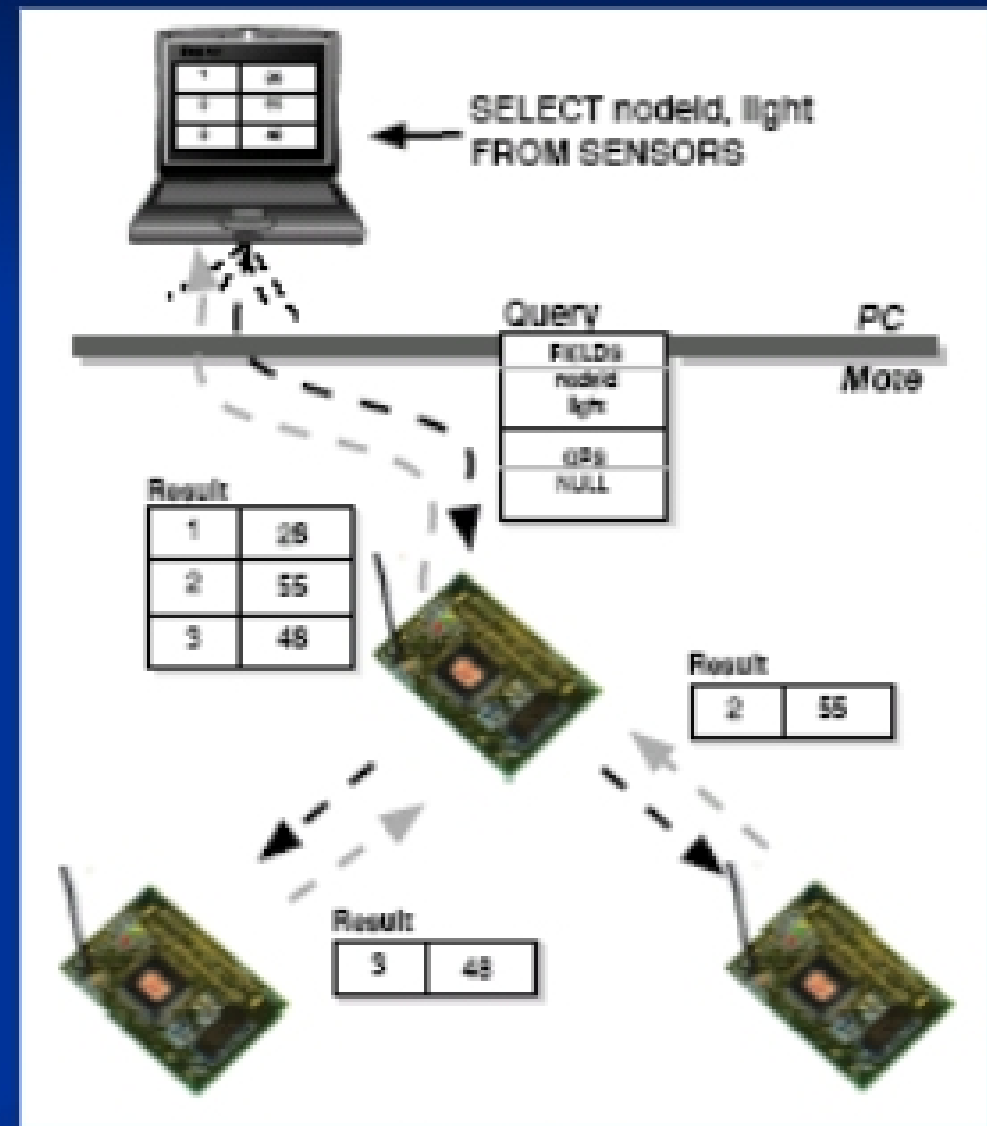 SELECT nodeid, light
FROM SENSORS
Query
PC
FIELDS
Mote
nodeid
light
OPS
NULL
Result
1
2 55
3 48
Result
2 55
Result
3 48